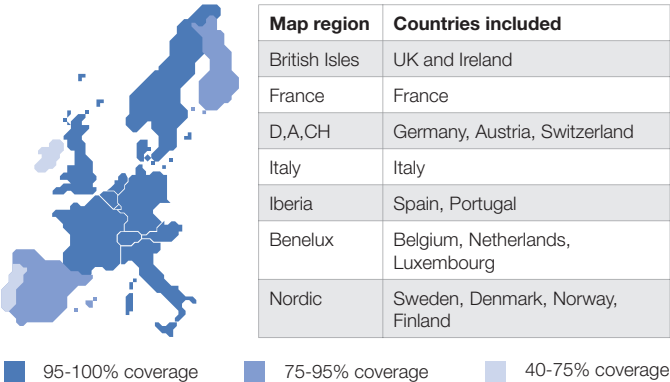 Map region Countries included
British Isles UK and Ireland
France France
D,A,CH Germany, Austria, Switzerland
Italy Italy
Iberia Spain, Portugal
Benelux Belgium, Netherlands,
Luxembourg
Nordic Sweden, Denmark, Norway,
Finland
95-100% coverage 75-95% coverage 40-75% coverage